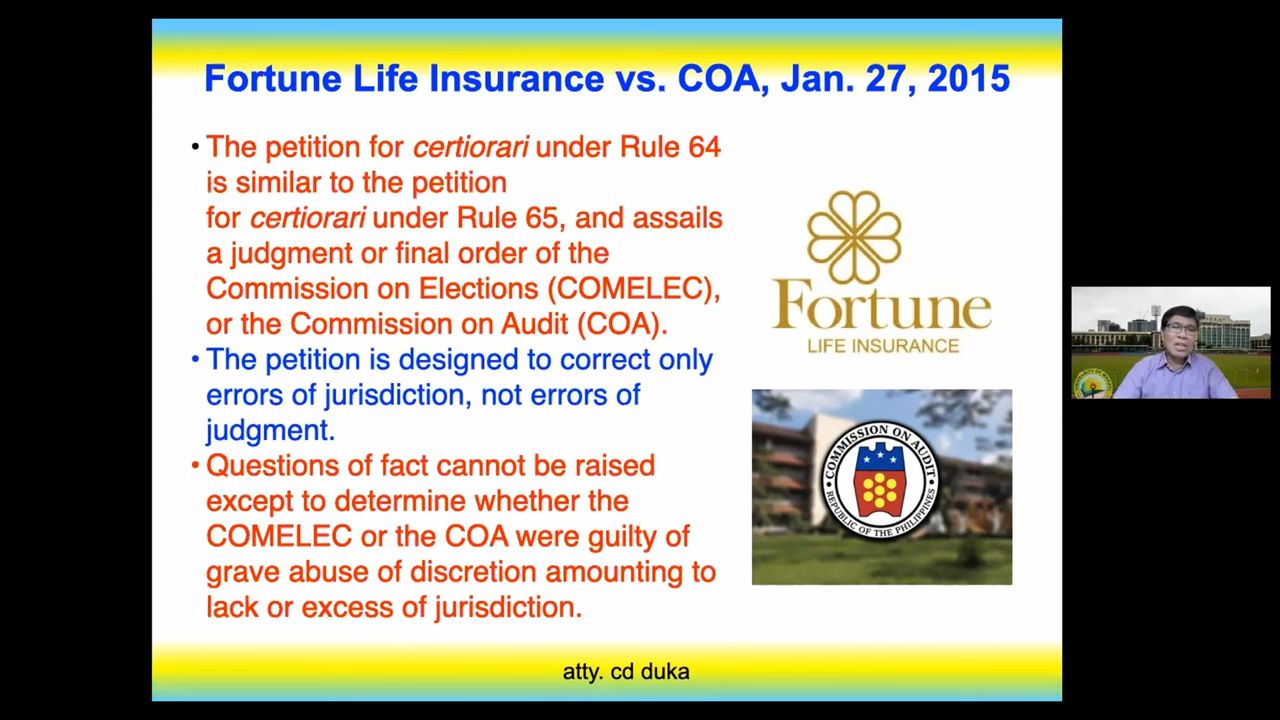 Fortune Life Insurance vs. COA, Jan. 27, 2015
• The petition for certiorari under Rule 64
is similar to the petition
for certiorari under Rule 65, and assails
a judgment or final order of the
Commission on Elections (COMELEC),
or the Commission on Audit (COA).
• The petition is designed to correct only
errors of jurisdiction, not errors of
judgment.
• Questions of fact cannot be raised
except to determine whether the
COMELEC or the COA were guilty of
grave abuse of discretion amounting to
lack or excess of jurisdiction.
Fortune
LIFE INSURANCE
COMMISSION ON AUDIT
REPUBLIC OF THE PHILIPPINES
atty. cd duka